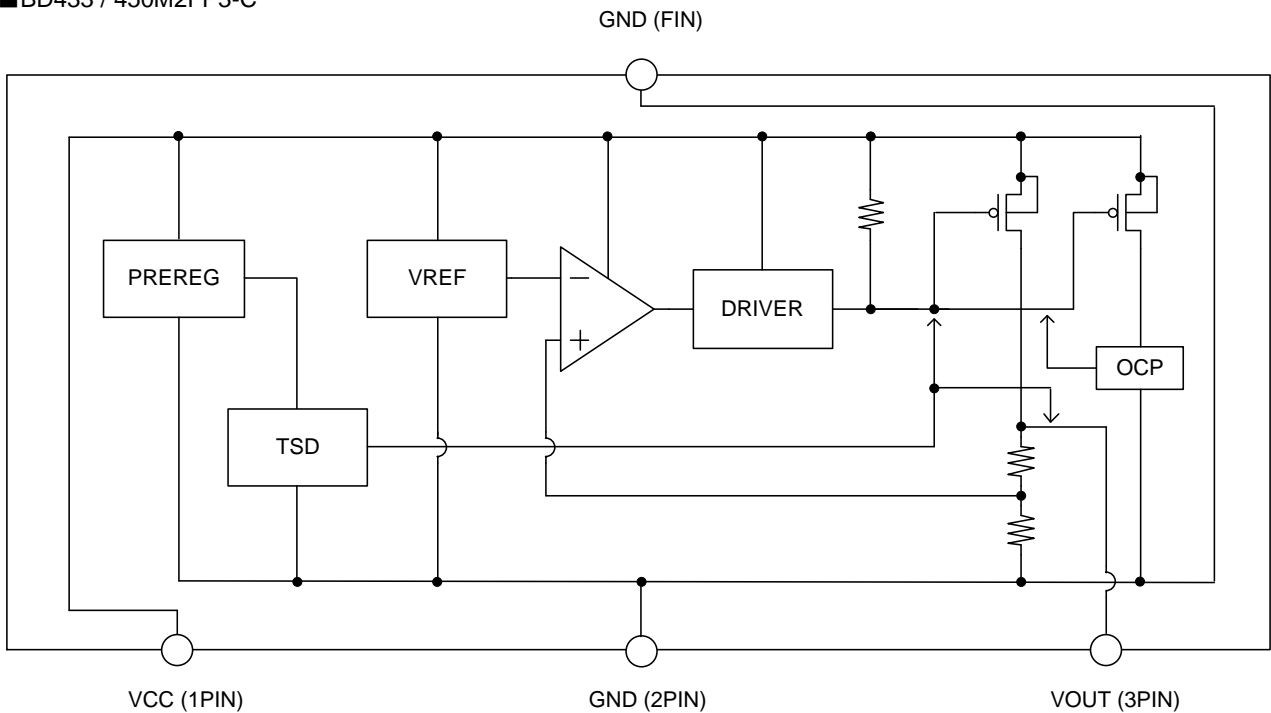 GND (FIN)
PREREG
VREF
DRIVER
OCP
TSD
VCC (1PIN)
GND (2PIN)
VOUT (3PIN)